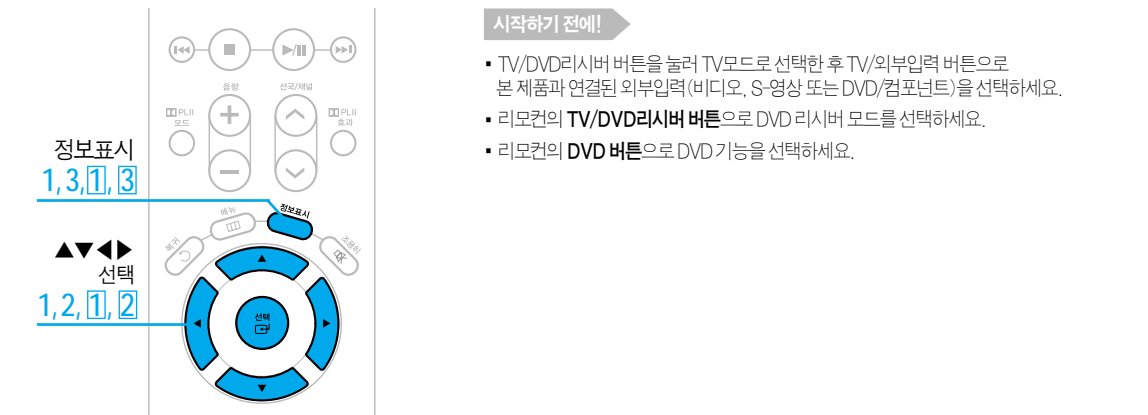 시작하기 전에!
▪ TV/DVD리시버 버튼을 눌러 TV모드로 선택한 후 TV/외부입력 버튼으로
본 제품과 연결된 외부입력(비디오, S-영상 또는 DVD/컴포넌트)을 선택하세요.
▪ 리모컨의 TV/DVD리시버 버튼으로 DVD 리시버 모드를 선택하세요.
▪ 리모컨의 DVD 버튼으로 DVD 기능을 선택하세요.
음량
선국/채널
PLII
모드
PLII
효과
정보표시
1, 3, 1, 3
메뉴
정보표시
복귀
조용히
▲▼◀▶
선택
1, 2, 1, 2
선택